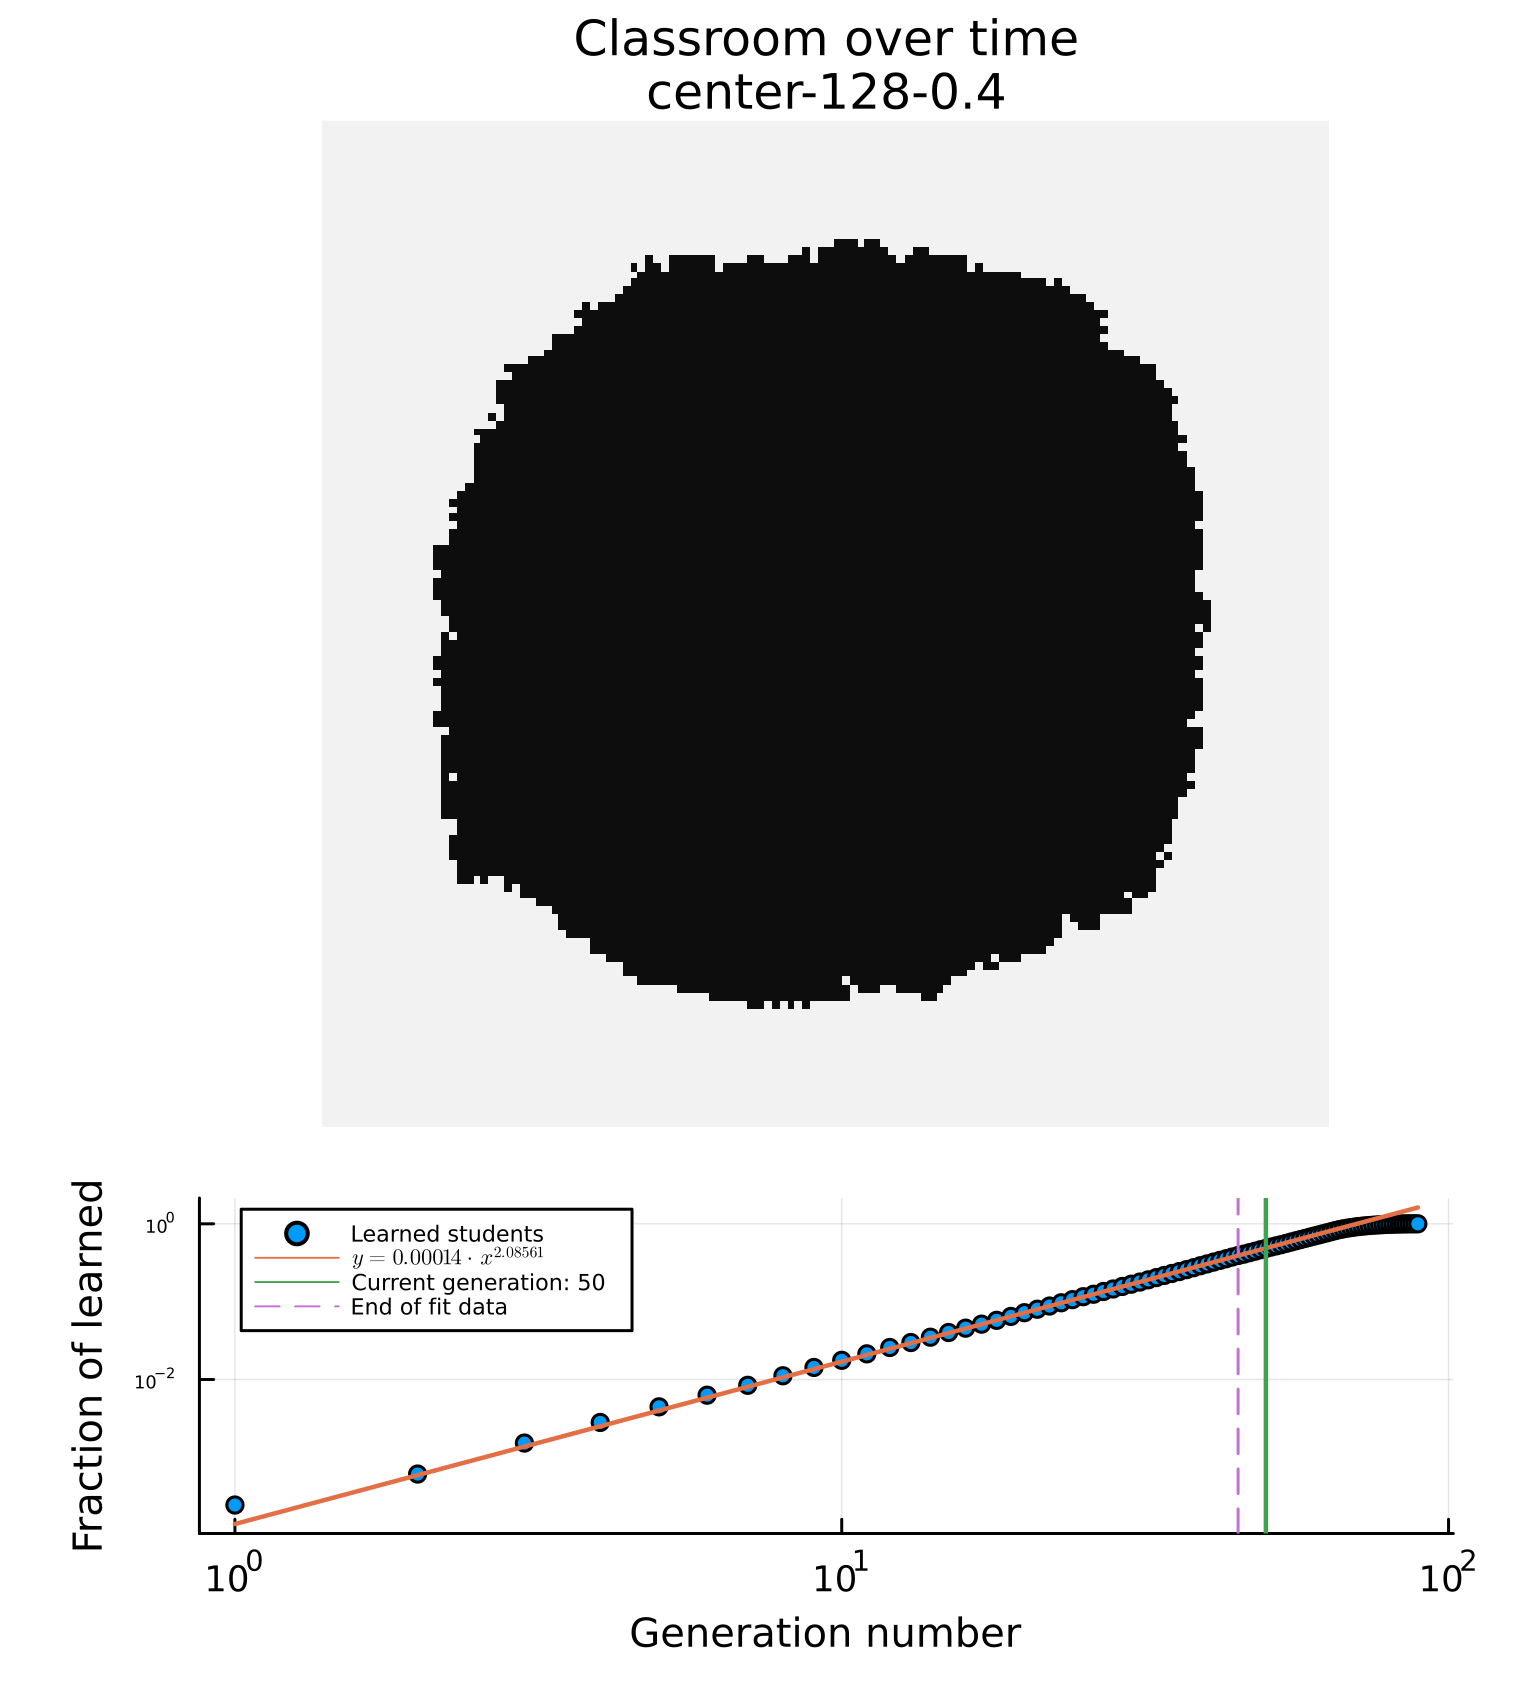 Classroom over time
center-128-0.4
Fraction of learned
10⁰
10⁻²
Learned students
y = 0.00014 · x^2.08561
Current generation: 50
End of fit data
10⁰ 10¹ 10²
Generation number